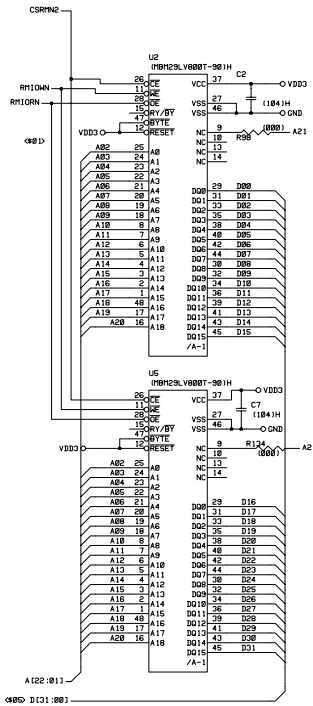 CSRMN2
U2
(MBM29LV800T-90)H
RMIOWN
RMIORN
26 CE VCC 37 C2 VDD3
11 WE
28 OE VSS 27 (104)H
15 RY/BY VSS 46 GND
47 BYTE
VDD3 12 RESET NC 9 (000) A21
R98
NC 10
NC 13
NC 14
<$01>
A02 25 A0
A03 24 A1
A04 23 A2
A05 22 A3 DQ0 29 D00
A06 21 A4 DQ1 31 D01
A07 20 A5 DQ2 33 D02
A08 19 A6 DQ3 35 D03
A09 18 A7 DQ4 38 D04
A10 8 A8 DQ5 40 D05
A11 7 A9 DQ6 42 D06
A12 6 A10 DQ7 44 D07
A13 5 A11 DQ8 30 D08
A14 4 A12 DQ9 32 D09
A15 3 A13 DQ10 34 D10
A16 2 A14 DQ11 36 D11
A17 1 A15 DQ12 39 D12
A18 48 A16 DQ13 41 D13
A19 17 A17 DQ14 43 D14
A20 16 A18 DQ15 45 D15
/A-1
U5
(MBM29LV800T-90)H
26 CE VCC 37 VDD3
11 WE C7
28 OE VSS 27 (104)H
15 RY/BY VSS 46 GND
47 BYTE
VDD3 12 RESET NC 9 R134 A2
(000)
NC 10
NC 13
NC 14
A02 25 A0
A03 24 A1
A04 23 A2
A05 22 A3
A06 21 A4 DQ0 29 D16
A07 20 A5 DQ1 31 D17
A08 19 A6 DQ2 33 D18
A09 18 A7 DQ3 35 D19
A10 8 A8 DQ4 38 D20
A11 7 A9 DQ5 40 D21
A12 6 A10 DQ6 42 D22
A13 5 A11 DQ7 44 D23
A14 4 A12 DQ8 30 D24
A15 3 A13 DQ9 32 D25
A16 2 A14 DQ10 34 D26
A17 1 A15 DQ11 36 D27
A18 48 A16 DQ12 39 D28
A19 17 A17 DQ13 41 D29
A20 16 A18 DQ14 43 D30
DQ15 45 D31
/A-1
A[22:01]
<$05> D[31:00]